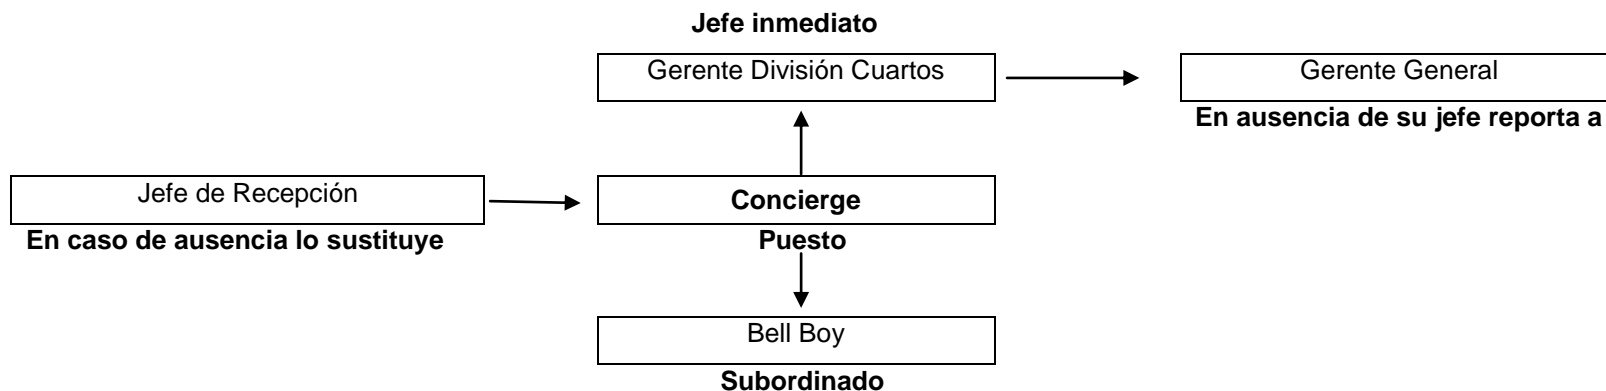 Jefe inmediato
Gerente División Cuartos
Gerente General
En ausencia de su jefe reporta a
Jefe de Recepción
Concierge
En caso de ausencia lo sustituye
Puesto
Bell Boy
Subordinado